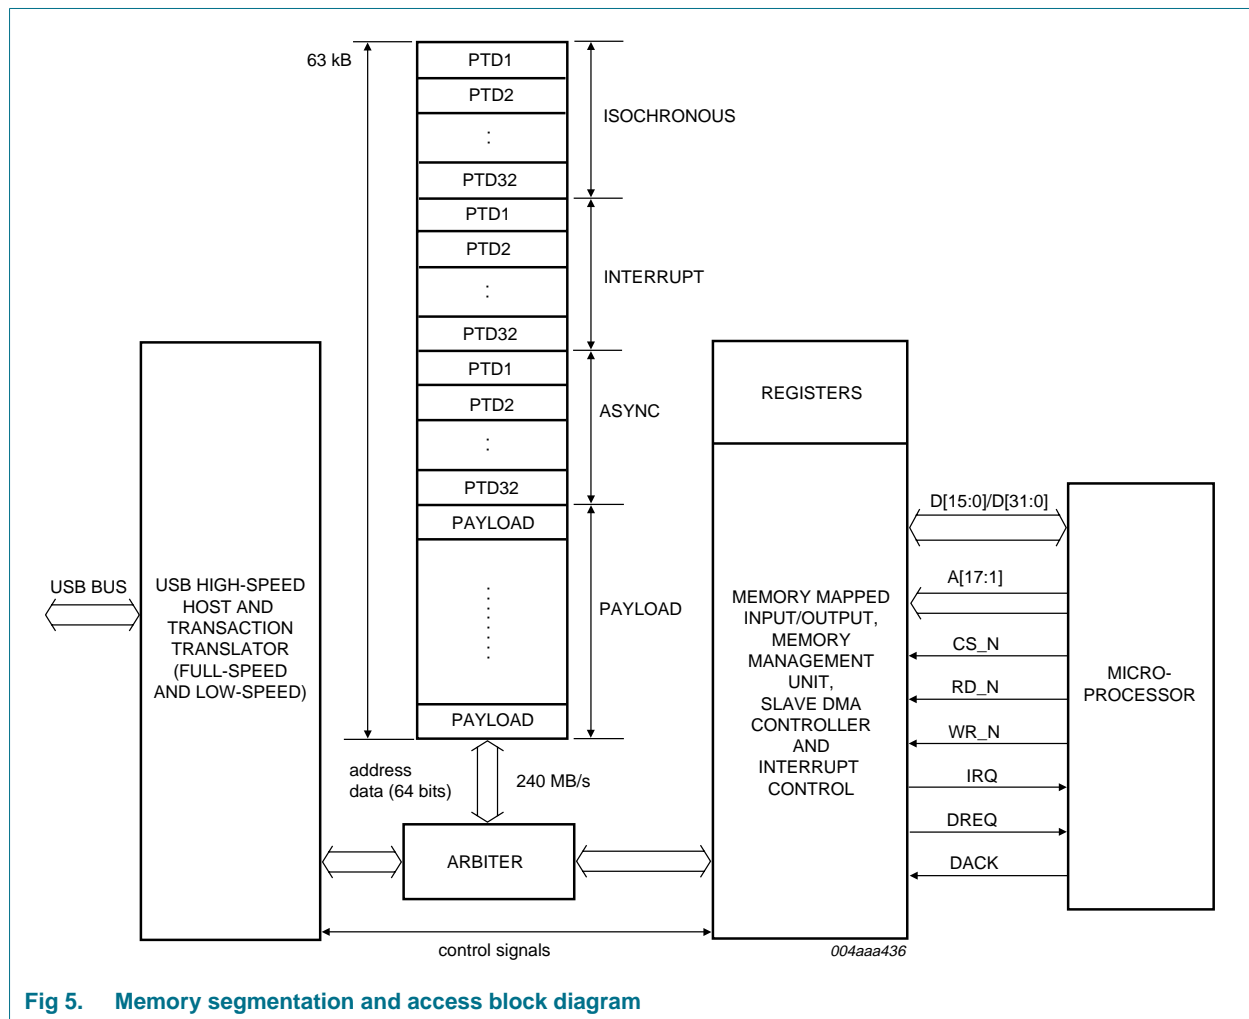 63 kB
PTD1
PTD2
:
PTD32
ISOCHRONOUS
PTD1
PTD2
:
PTD32
INTERRUPT
PTD1
PTD2
:
PTD32
ASYNC
PAYLOAD
PAYLOAD
PAYLOAD
USB BUS
USB HIGH-SPEED
HOST AND
TRANSACTION
TRANSLATOR
(FULL-SPEED
AND LOW-SPEED)
address
data (64 bits)
240 MB/s
ARBITER
control signals
REGISTERS
MEMORY MAPPED
INPUT/OUTPUT,
MEMORY
MANAGEMENT
UNIT,
SLAVE DMA
CONTROLLER
AND
INTERRUPT
CONTROL
D[15:0]/D[31:0]
A[17:1]
CS_N
RD_N
WR_N
IRQ
DREQ
DACK
MICRO-
PROCESSOR
004aaa436
Fig 5. Memory segmentation and access block diagram